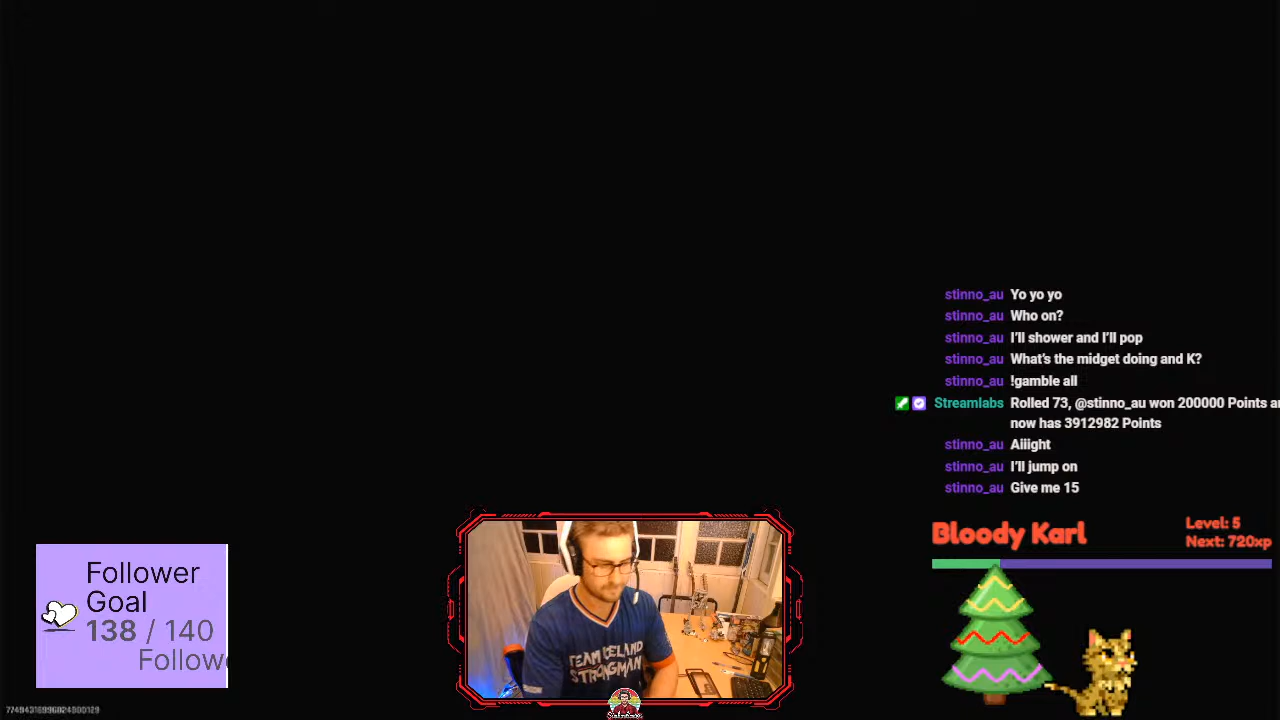 stinno_au Yo yo yo
stinno_au Who on?
stinno_au I'll shower and I'll pop
stinno_au What's the midget doing and K?
stinno_au !gamble all
Streamlabs Rolled 73, @stinno_au won 200000 Points
now has 3912982 Points
stinno_au Aiiight
stinno_au I'll jump on
stinno_au Give me 15
Bloody Karl
Level: 5
Next: 720xp
Follower
Goal
138 / 140
TEAM ICELAND
STRONGMAN